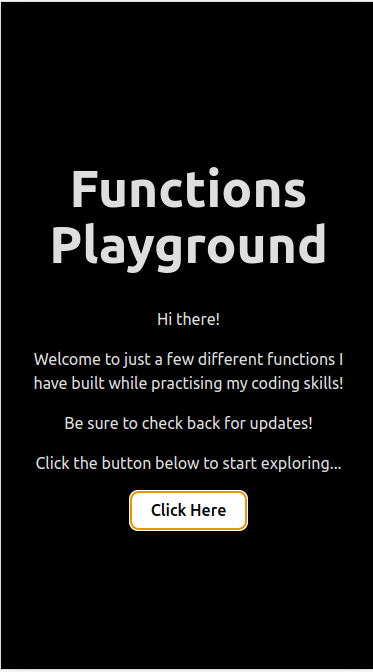 Functions
Playground
Hi there!
Welcome to just a few different functions I
have built while practising my coding skills!
Be sure to check back for updates!
Click the button below to start exploring...
Click Here